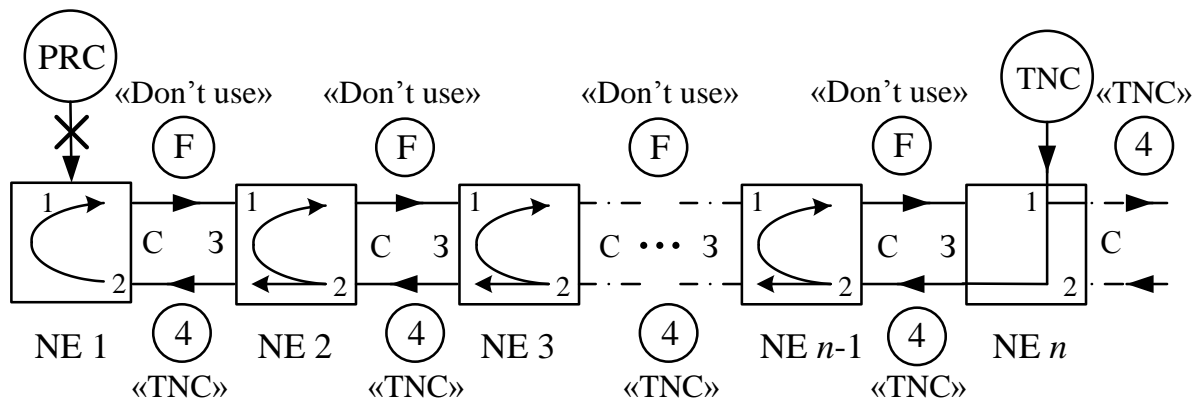 PRC
TNC
«Don't use» «Don't use» «Don't use» «Don't use» «TNC»
F F F F 4
1 1 1 1 1
C 3 C 3 C ••• 3 C 3 C
2 2 2 2 2
NE 1 4 NE 2 4 NE 3 4 NE n-1 4 NE n
«TNC» «TNC» «TNC» «TNC»